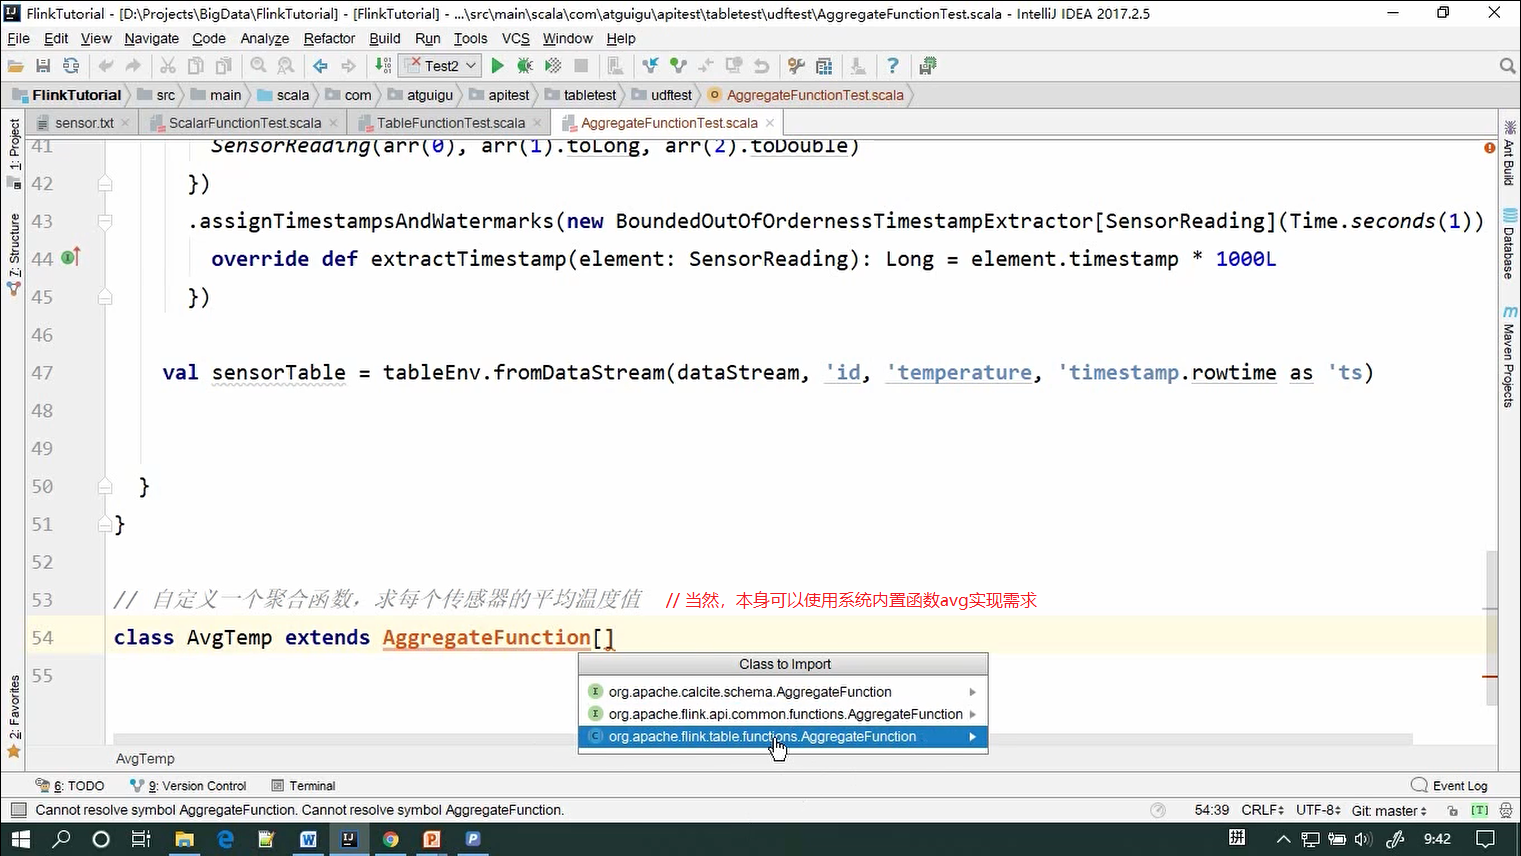 FlinkTutorial - [D:\Projects\BigData\FlinkTutorial] - [FlinkTutorial] - ...\src\main\scala\com\atguigu\apitest\tabletest\udftest\AggregateFunctionTest.scala - IntelliJ IDEA 2017.2.5
File Edit View Navigate Code Analyze Refactor Build Run Tools VCS Window Help
Test2
FlinkTutorial src main scala com atguigu apitest tabletest udftest AggregateFunctionTest.scala
sensor.txt ScalarFunctionTest.scala TableFunctionTest.scala AggregateFunctionTest.scala
1: Project
7: Structure
2: Favorites
Ant Build
Database
Maven Projects
41 SensorReading(arr(0), arr(1).toLong, arr(2).toDouble)
42 })
43 .assignTimestampsAndWatermarks(new BoundedOutOfOrdernessTimestampExtractor[SensorReading](Time.seconds(1))
44 override def extractTimestamp(element: SensorReading): Long = element.timestamp * 1000L
45 })
46
47 val sensorTable = tableEnv.fromDataStream(dataStream, 'id, 'temperature, 'timestamp.rowtime as 'ts)
48
49
50 }
51 }
52
53 // 自定义一个聚合函数，求每个传感器的平均温度值 // 当然，本身可以使用系统内置函数avg实现需求
54 class AvgTemp extends AggregateFunction[]
55
Class to Import
org.apache.calcite.schema.AggregateFunction
org.apache.flink.api.common.functions.AggregateFunction
org.apache.flink.table.functions.AggregateFunction
AvgTemp
6: TODO 9: Version Control Terminal Event Log
Cannot resolve symbol AggregateFunction. Cannot resolve symbol AggregateFunction. 54:39 CRLF UTF-8 Git: master [T]
拼 9:42